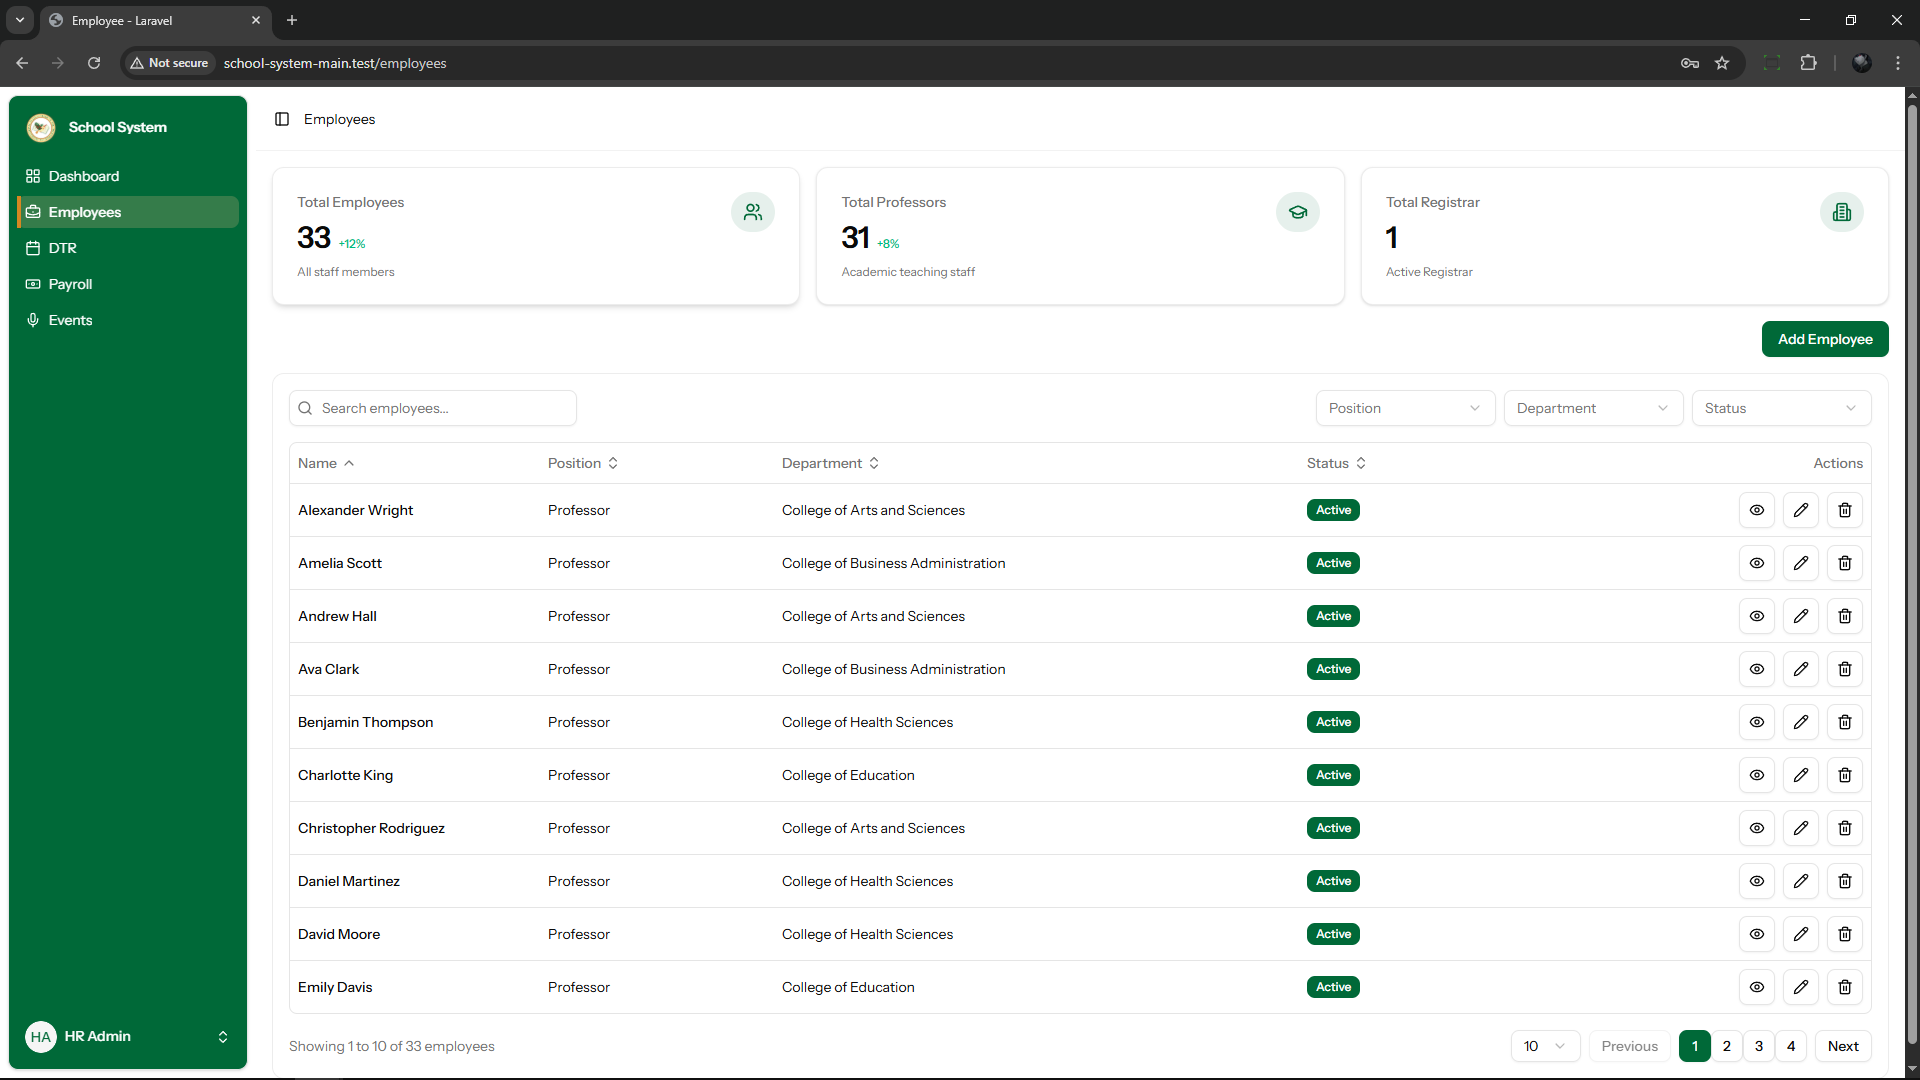 Employee - Laravel
Not secure
school-system-main.test/employees
School System
Dashboard
Employees
DTR
Payroll
Events
HA
HR Admin
Employees
Total Employees
33 +12%
All staff members
Total Professors
31 +8%
Academic teaching staff
Total Registrar
1
Active Registrar
Add Employee
Search employees...
Position
Department
Status
Name Position Department Status Actions
Alexander Wright Professor College of Arts and Sciences Active
Amelia Scott Professor College of Business Administration Active
Andrew Hall Professor College of Arts and Sciences Active
Ava Clark Professor College of Business Administration Active
Benjamin Thompson Professor College of Health Sciences Active
Charlotte King Professor College of Education Active
Christopher Rodriguez Professor College of Arts and Sciences Active
Daniel Martinez Professor College of Health Sciences Active
David Moore Professor College of Health Sciences Active
Emily Davis Professor College of Education Active
Showing 1 to 10 of 33 employees
10 Previous 1 2 3 4 Next